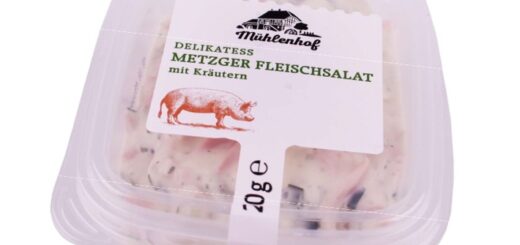 Mühlenhof
DELIKATESS
METZGER FLEISCHSALAT
mit Kräutern
20g e